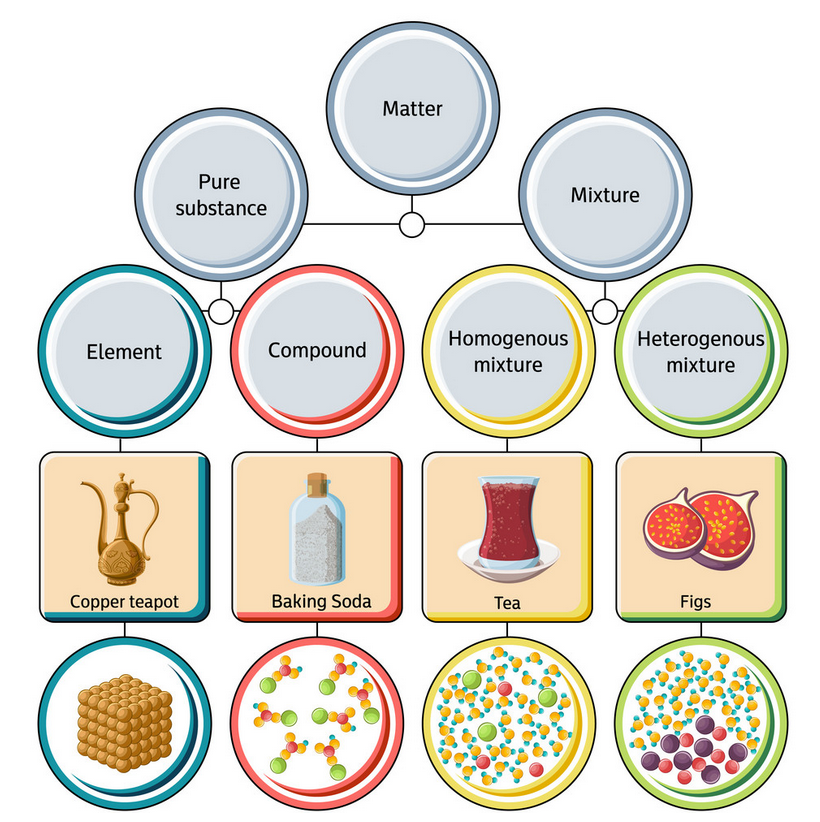 Matter
Pure
substance
Mixture
Element
Compound
Homogenous
mixture
Heterogenous
mixture
Copper teapot
Baking Soda
Tea
Figs